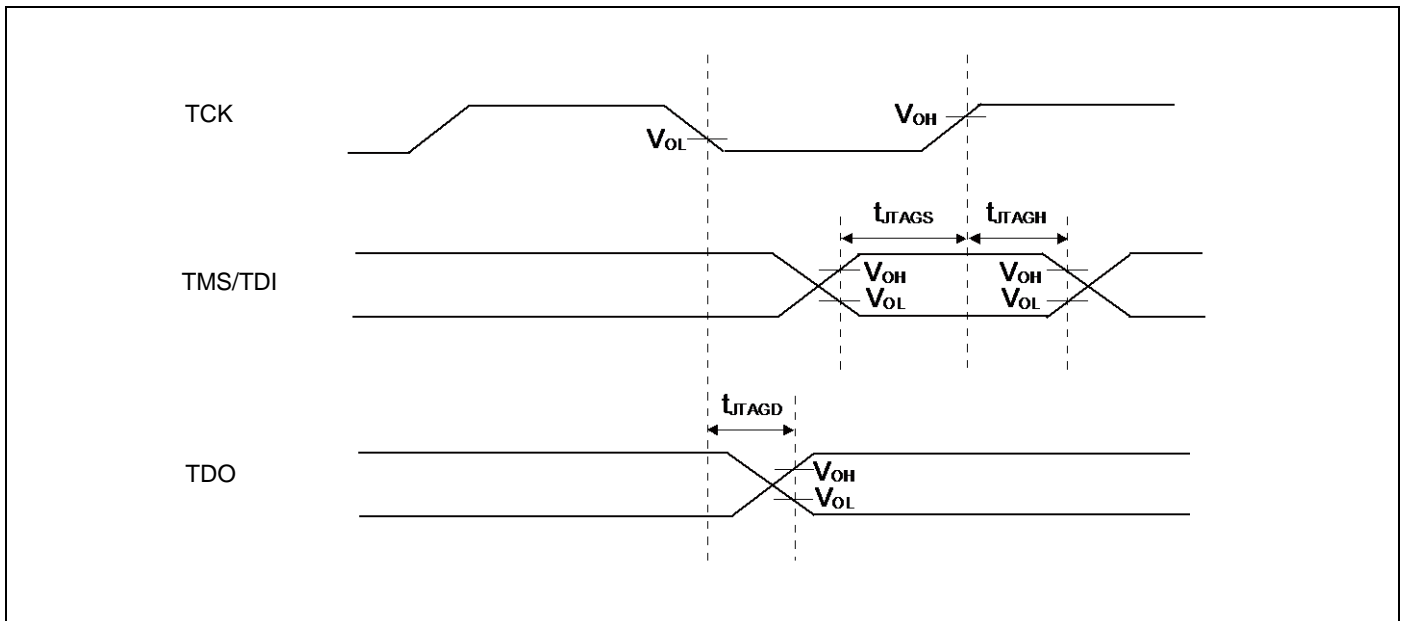 TCK
VOL
VOH
tJTAGS
tJTAGH
TMS/TDI
VOH
VOL
VOH
VOL
tJTAGD
TDO
VOH
VOL